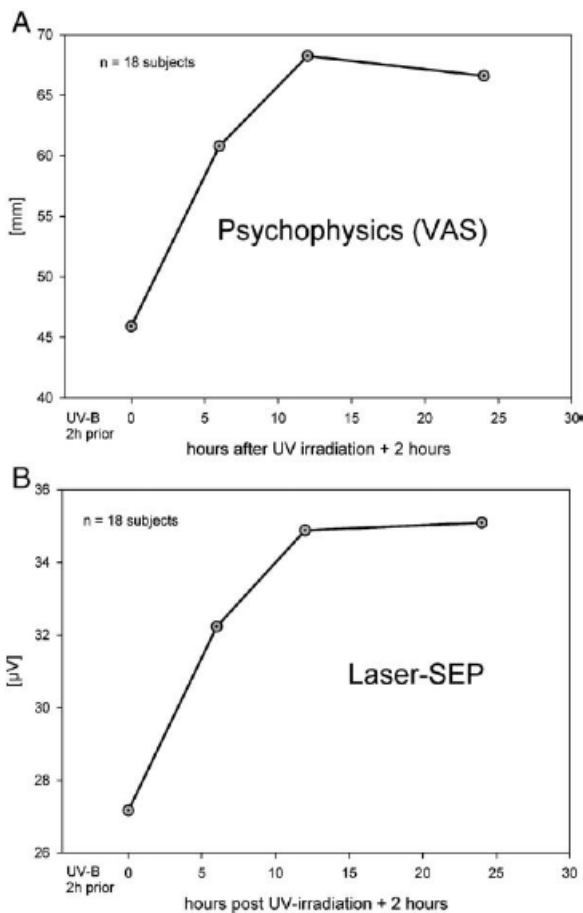 A
70
n = 18 subjects
65
60
[mm]
55
Psychophysics (VAS)
50
45
40
UV-B
2h prior
0 5 10 15 20 25 30
hours after UV irradiation + 2 hours
B
36
n = 18 subjects
34
32
[µV]
30
Laser-SEP
28
26
UV-B
2h prior
0 5 10 15 20 25 30
hours post UV-irradiation + 2 hours